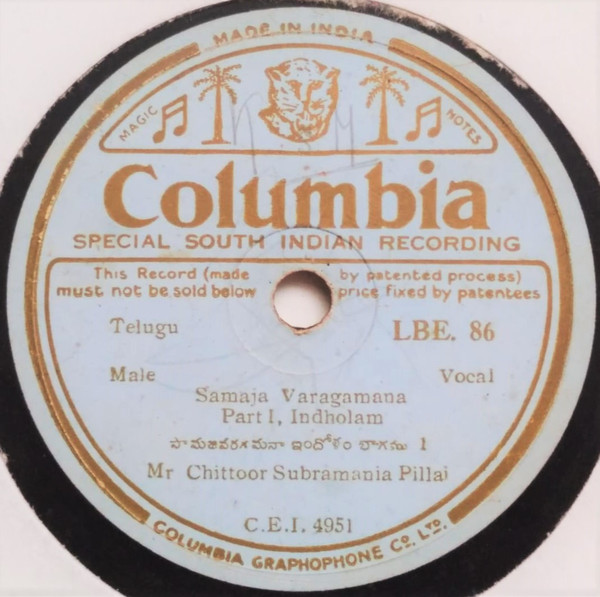 MADE IN INDIA
MAGIC NOTES
Columbia
SPECIAL SOUTH INDIAN RECORDING
This Record (made by patented process)
must not be sold below price fixed by patentees
Telugu LBE. 86
Male Vocal
Samaja Varagamana
Part I, Indholam
సామజవరగమనా ఇందోళం భాగము 1
Mr Chittoor Subramania Pillai
C.E.I. 4951
COLUMBIA GRAPHOPHONE CO. LTD.